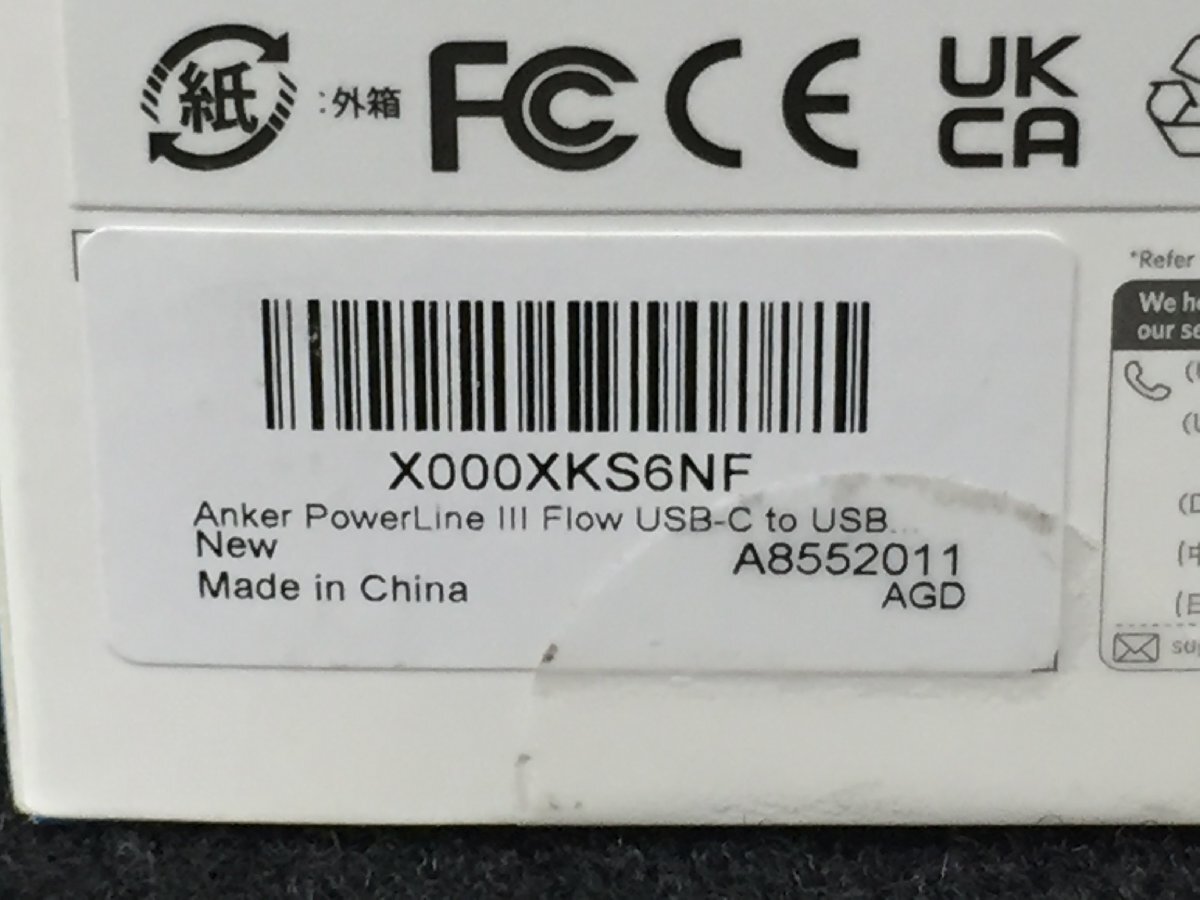 紙 :外箱 FC CE UK
CA
X000XKS6NF
Anker PowerLine III Flow USB-C to USB...
New
A8552011
Made in China
AGD
*Refer
We
our